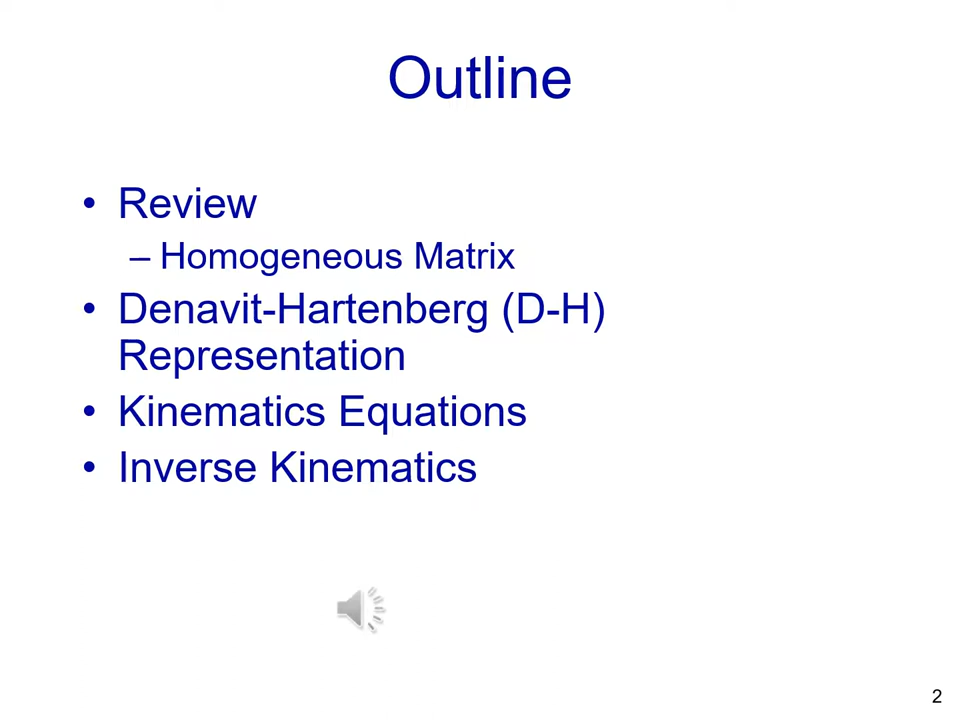 Outline
• Review
– Homogeneous Matrix
• Denavit-Hartenberg (D-H)
Representation
• Kinematics Equations
• Inverse Kinematics
2